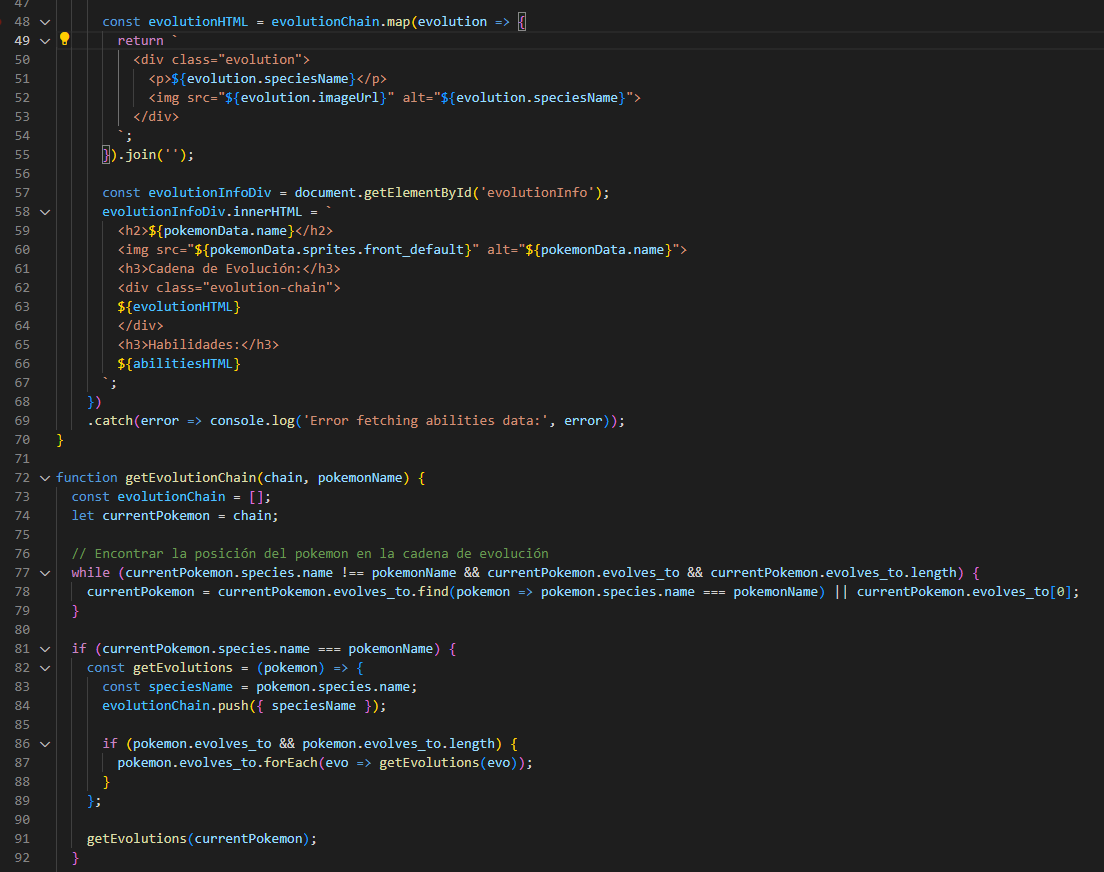 47
48 const evolutionHTML = evolutionChain.map(evolution => {
49 return `
50 <div class="evolution">
51 <p>${evolution.speciesName}</p>
52 <img src="${evolution.imageUrl}" alt="${evolution.speciesName}">
53 </div>
54 `;
55 }).join('');
56
57 const evolutionInfoDiv = document.getElementById('evolutionInfo');
58 evolutionInfoDiv.innerHTML = `
59 <h2>${pokemonData.name}</h2>
60 <img src="${pokemonData.sprites.front_default}" alt="${pokemonData.name}">
61 <h3>Cadena de Evolución:</h3>
62 <div class="evolution-chain">
63 ${evolutionHTML}
64 </div>
65 <h3>Habilidades:</h3>
66 ${abilitiesHTML}
67 `;
68 })
69 .catch(error => console.log('Error fetching abilities data:', error));
70 }
71
72 function getEvolutionChain(chain, pokemonName) {
73 const evolutionChain = [];
74 let currentPokemon = chain;
75
76 // Encontrar la posición del pokemon en la cadena de evolución
77 while (currentPokemon.species.name !== pokemonName && currentPokemon.evolves_to && currentPokemon.evolves_to.length) {
78 currentPokemon = currentPokemon.evolves_to.find(pokemon => pokemon.species.name === pokemonName) || currentPokemon.evolves_to[0];
79 }
80
81 if (currentPokemon.species.name === pokemonName) {
82 const getEvolutions = (pokemon) => {
83 const speciesName = pokemon.species.name;
84 evolutionChain.push({ speciesName });
85
86 if (pokemon.evolves_to && pokemon.evolves_to.length) {
87 pokemon.evolves_to.forEach(evo => getEvolutions(evo));
88 }
89 };
90
91 getEvolutions(currentPokemon);
92 }